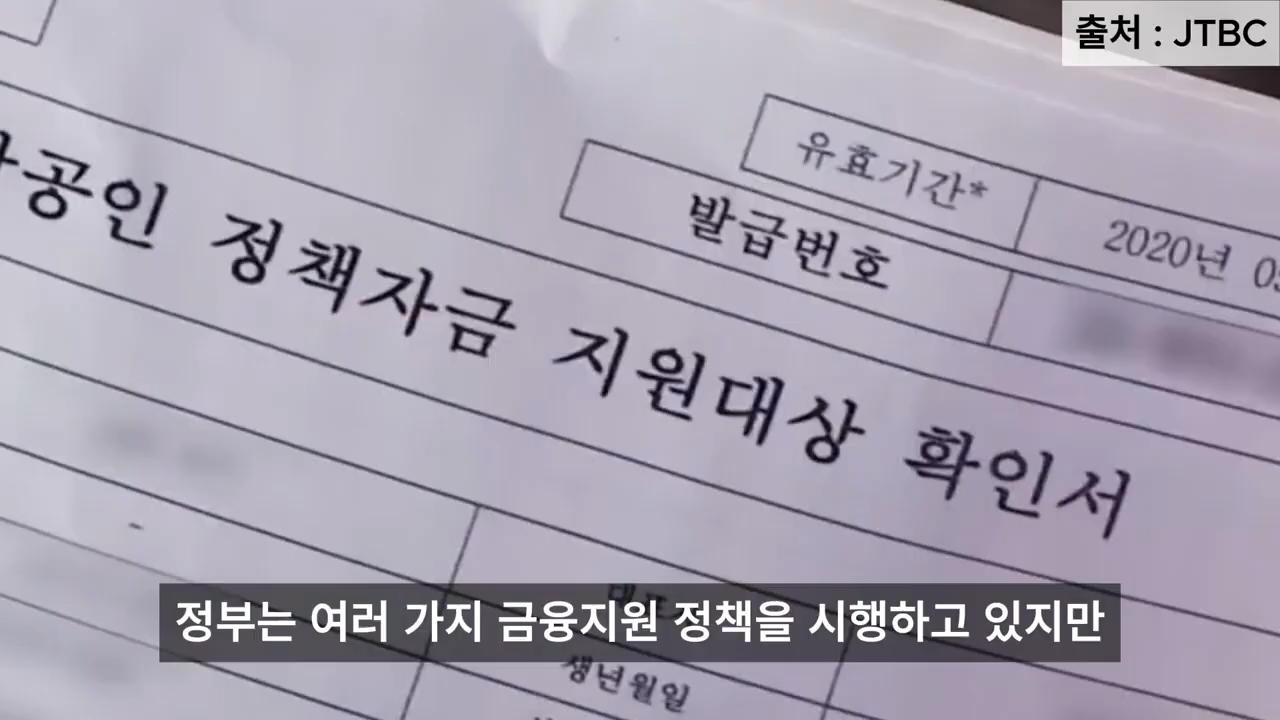 출처 : JTBC
유효기간*
2020년 0
발급번호
공인 정책자금 지원대상 확인서
정부는 여러 가지 금융지원 정책을 시행하고 있지만
생년월일